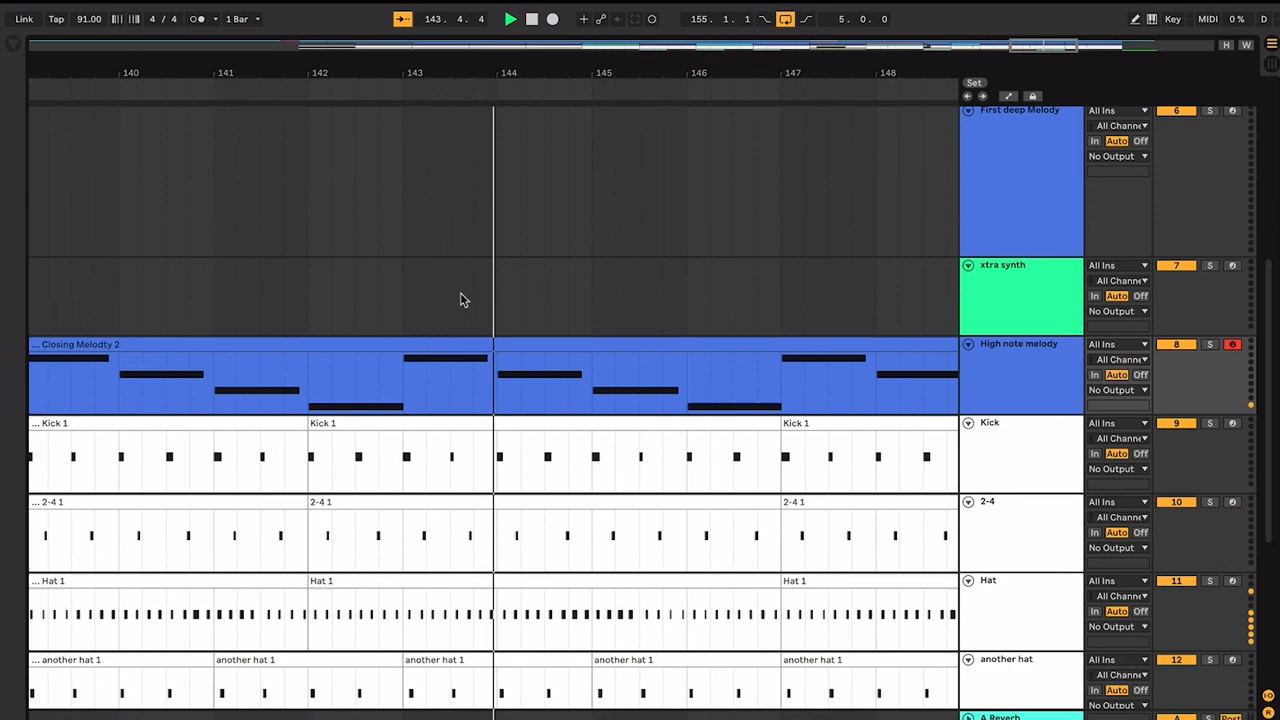 Link Tap 91.00 4 / 4 1 Bar 143. 4. 4 155. 1. 1 5. 0. 0 Key MIDI 0 % D
H W
140 141 142 143 144 145 146 147 148
Set
First deep Melody All Ins 6 S
All Channe
In Auto Off
No Output
xtra synth All Ins 7 S
All Channe
In Auto Off
No Output
... Closing Melodty 2 High note melody All Ins 8 S
All Channe
In Auto Off
No Output
... Kick 1 Kick 1 Kick 1 Kick All Ins 9 S
All Channe
In Auto Off
No Output
... 2-4 1 2-4 1 2-4 1 2-4 All Ins 10 S
All Channe
In Auto Off
No Output
... Hat 1 Hat 1 Hat 1 Hat All Ins 11 S
All Channe
In Auto Off
No Output
... another hat 1 another hat 1 another hat 1 another hat 1 another hat 1 another hat All Ins 12 S
All Channe
In Auto Off
No Output
A Reverb A S Post